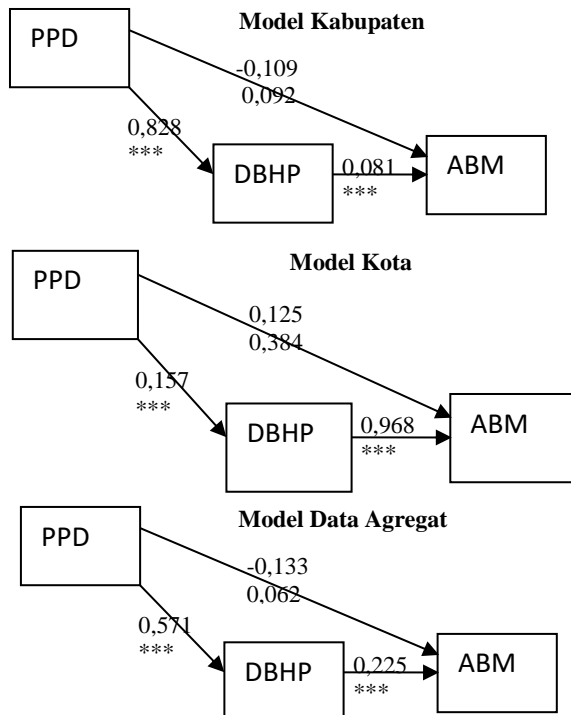 Model Kabupaten
PPD
-0,109
0,092
0,828
***
DBHP
0,081
***
ABM
Model Kota
PPD
0,125
0,384
0,157
***
DBHP
0,968
***
ABM
Model Data Agregat
PPD
-0,133
0,062
0,571
***
DBHP
0,225
***
ABM